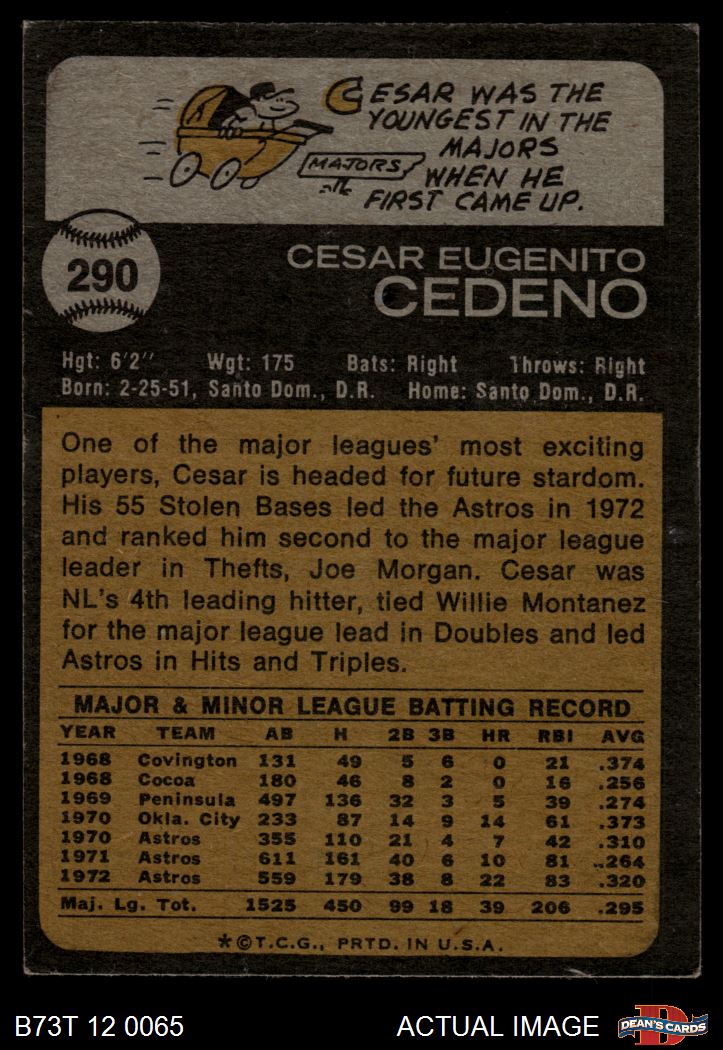 CESAR WAS THE
YOUNGEST IN THE
MAJORS
WHEN HE
FIRST CAME UP.
MAJORS
290
CESAR EUGENITO
CEDENO
Hgt: 6'2" Wgt: 175 Bats: Right Throws: Right
Born: 2-25-51, Santo Dom., D.R. Home: Santo Dom., D.R.
One of the major leagues' most exciting
players, Cesar is headed for future stardom.
His 55 Stolen Bases led the Astros in 1972
and ranked him second to the major league
leader in Thefts, Joe Morgan. Cesar was
NL's 4th leading hitter, tied Willie Montanez
for the major league lead in Doubles and led
Astros in Hits and Triples.
MAJOR & MINOR LEAGUE BATTING RECORD
YEAR TEAM AB H 2B 3B HR RBI AVG
1968 Covington 131 49 5 6 0 21 .374
1968 Cocoa 180 46 8 2 0 16 .256
1969 Peninsula 497 136 32 3 5 39 .274
1970 Okla. City 233 87 14 9 14 61 .373
1970 Astros 355 110 21 4 7 42 .310
1971 Astros 611 161 40 6 10 81 .264
1972 Astros 559 179 38 8 22 83 .320
Maj. Lg. Tot. 1525 450 99 18 39 206 .295
*©T.C.G., PRTD. IN U.S.A.
B73T 12 0065 ACTUAL IMAGE D DEAN'S CARDS